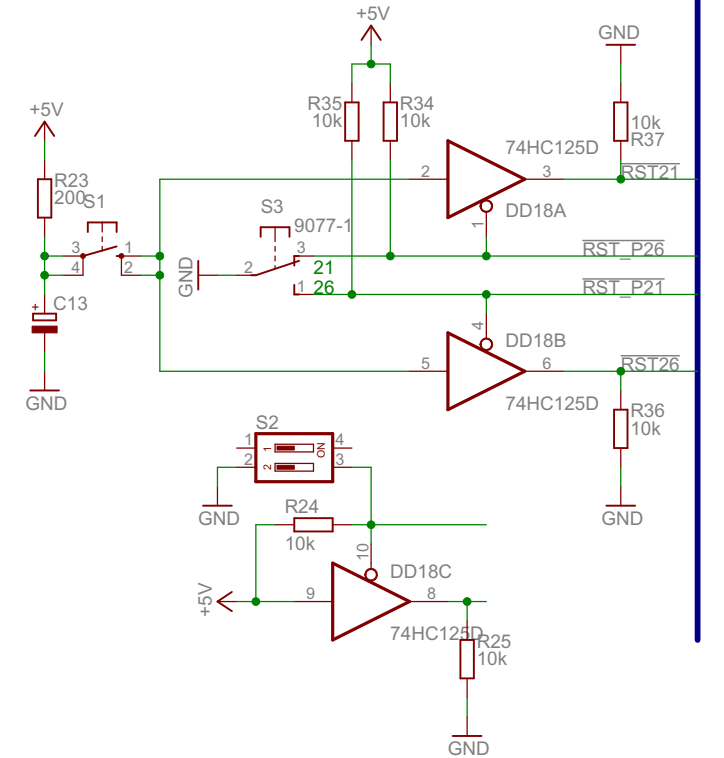 +5V
GND
+5V
R35
10k
R34
10k
10k
R37
74HC125D
2
3
RST21
DD18A
1
R23
200
S1
3
4
1
2
S3
9077-1
3
21
2
GND
1
26
RST_P26
RST_P21
C13
+
GND
4
DD18B
5
6
RST26
74HC125D
R36
10k
GND
S2
1
2
1
2
ON
4
3
GND
R24
10k
10
DD18C
+5V
9
8
74HC125D
R25
10k
GND